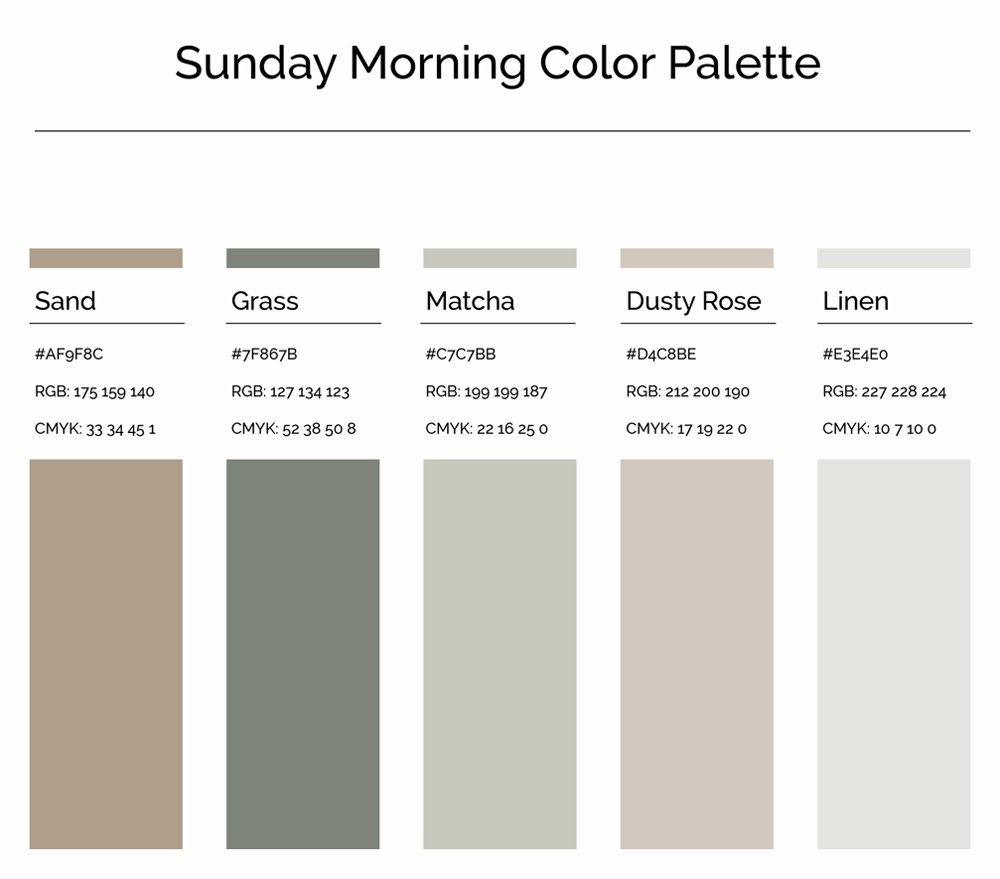 Sunday Morning Color Palette
Sand
#AF9F8C
RGB: 175 159 140
CMYK: 33 34 45 1
Grass
#7F867B
RGB: 127 134 123
CMYK: 52 38 50 8
Matcha
#C7C7BB
RGB: 199 199 187
CMYK: 22 16 25 0
Dusty Rose
#D4C8BE
RGB: 212 200 190
CMYK: 17 19 22 0
Linen
#E3E4E0
RGB: 227 228 224
CMYK: 10 7 10 0